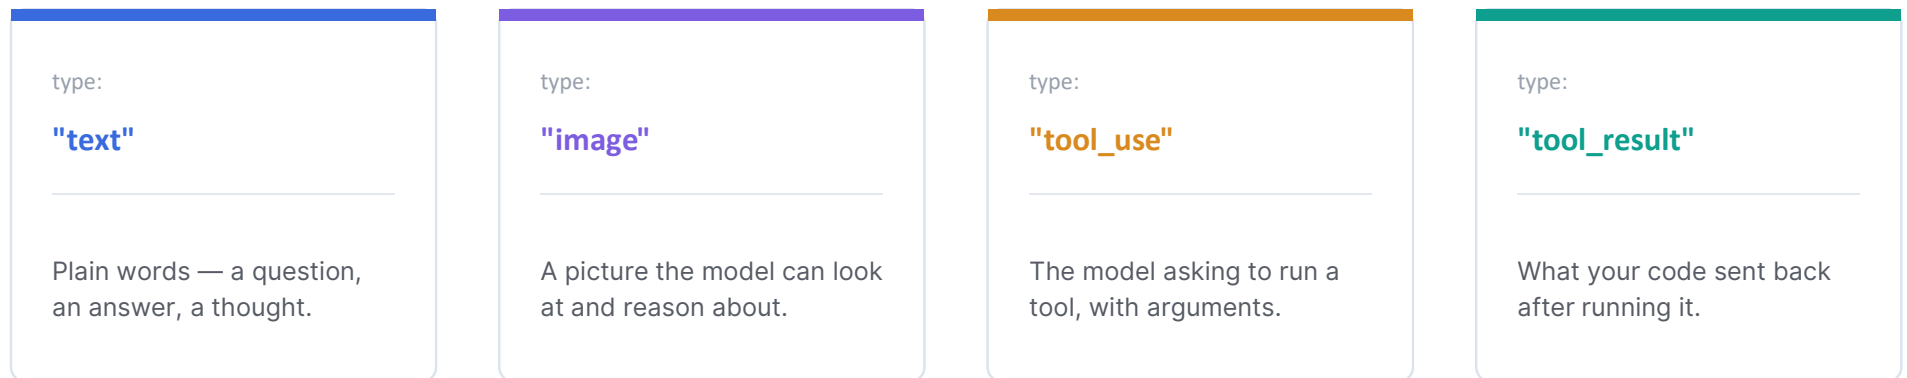 type:
"text"
Plain words — a question,
an answer, a thought.
type:
"image"
A picture the model can look
at and reason about.
type:
"tool_use"
The model asking to run a
tool, with arguments.
type:
"tool_result"
What your code sent back
after running it.